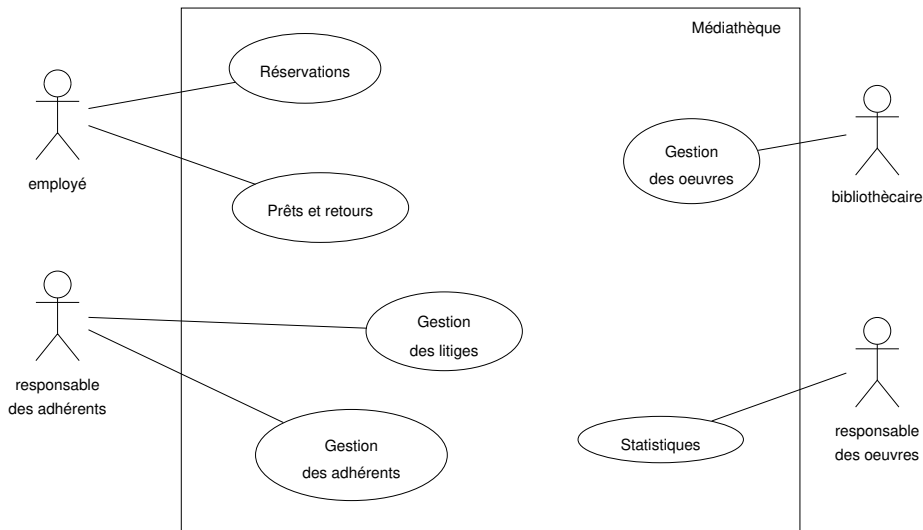 Médiathèque
Réservations
employé
Prêts et retours
Gestion
des oeuvres
bibliothècaire
responsable
des adhérents
Gestion
des litiges
Gestion
des adhérents
Statistiques
responsable
des oeuvres